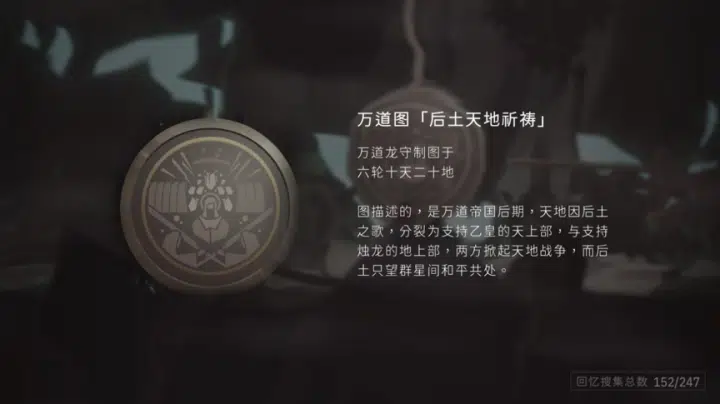 万道图「后土天地祈祷」
万道龙守制图于
六轮十天二十地
图描述的，是万道帝国后期，天地因后土
之歌，分裂为支持乙皇的天上部，与支持
烛龙的地上部，两方掀起天地战争，而后
土只望群星间和平共处。
回忆搜集总数 152/247